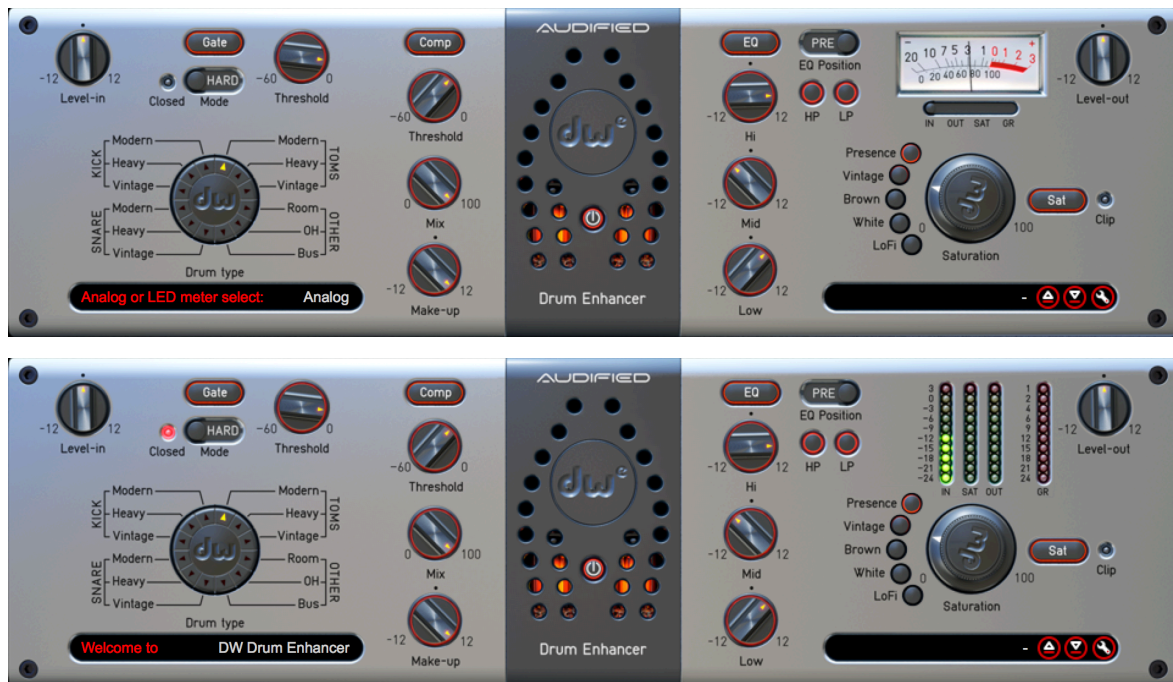 AUDIFIED
Gate
Comp
EQ
PRE
EQ Position
- +
20 10 7 5 3 1 0 1 2 3
0 20 40 60 80 100
-12 12
Level-in
HARD
Closed Mode
-60 0
Threshold
-60 0
Threshold
-12 12
Hi
HP LP
IN OUT SAT GR
-12 12
Level-out
KICK
Modern
Heavy
Vintage
SNARE
Modern
Heavy
Vintage
TOMS
Modern
Heavy
Vintage
OTHER
Room
OH
Bus
dw
Drum type
0 100
Mix
-12 12
Make-up
dw e
Drum Enhancer
-12 12
Mid
-12 12
Low
Presence
Vintage
Brown
White
LoFi
dw
0 100
Saturation
Sat
Clip
Analog or LED meter select: Analog
-
AUDIFIED
Gate
Comp
EQ
PRE
EQ Position
-12 12
Level-in
HARD
Closed Mode
-60 0
Threshold
-60 0
Threshold
-12 12
Hi
HP LP
3
0
-3
-6
-9
-12
-15
-18
-21
-24
IN SAT OUT
1
2
4
6
9
12
15
18
21
24
GR
-12 12
Level-out
KICK
Modern
Heavy
Vintage
SNARE
Modern
Heavy
Vintage
TOMS
Modern
Heavy
Vintage
OTHER
Room
OH
Bus
dw
Drum type
0 100
Mix
-12 12
Make-up
dw e
Drum Enhancer
-12 12
Mid
-12 12
Low
Presence
Vintage
Brown
White
LoFi
dw
0 100
Saturation
Sat
Clip
Welcome to DW Drum Enhancer
-